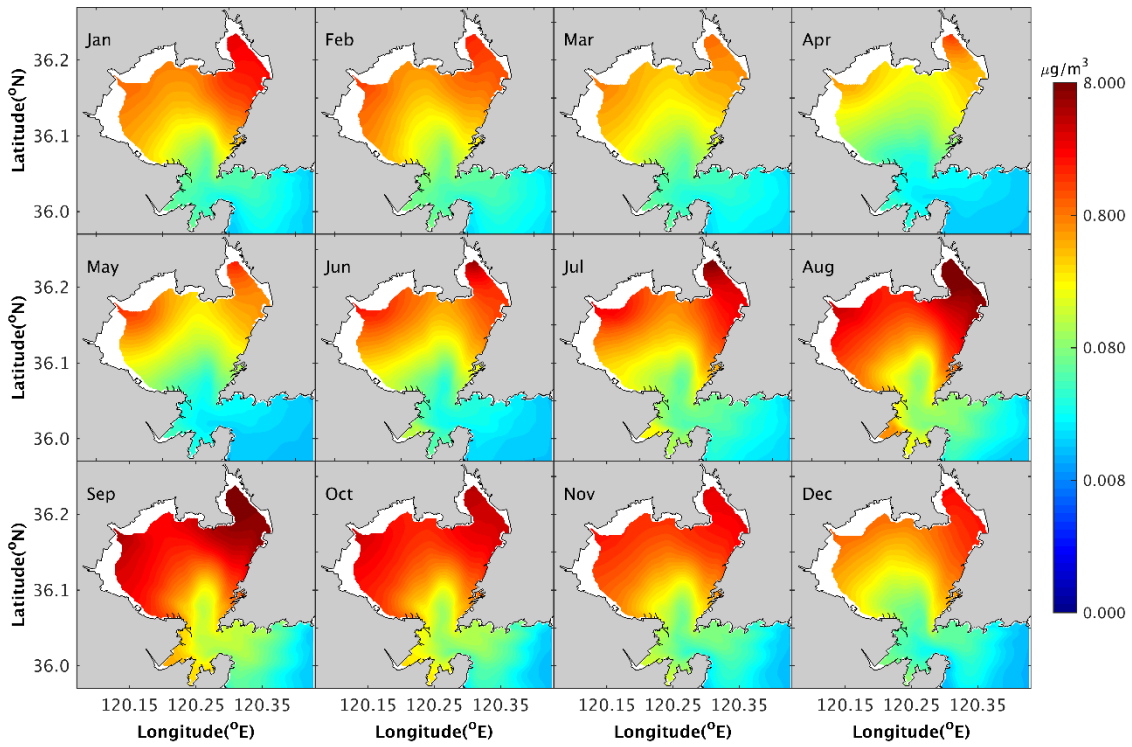 Jan Feb Mar Apr
36.2
36.1
36.0
Latitude(°N)
μg/m³
8.000
0.800
0.080
0.008
0.000
May Jun Jul Aug
36.2
36.1
36.0
Latitude(°N)
Sep Oct Nov Dec
36.2
36.1
36.0
Latitude(°N)
120.15 120.25 120.35 120.15 120.25 120.35 120.15 120.25 120.35 120.15 120.25 120.35
Longitude(°E) Longitude(°E) Longitude(°E) Longitude(°E)